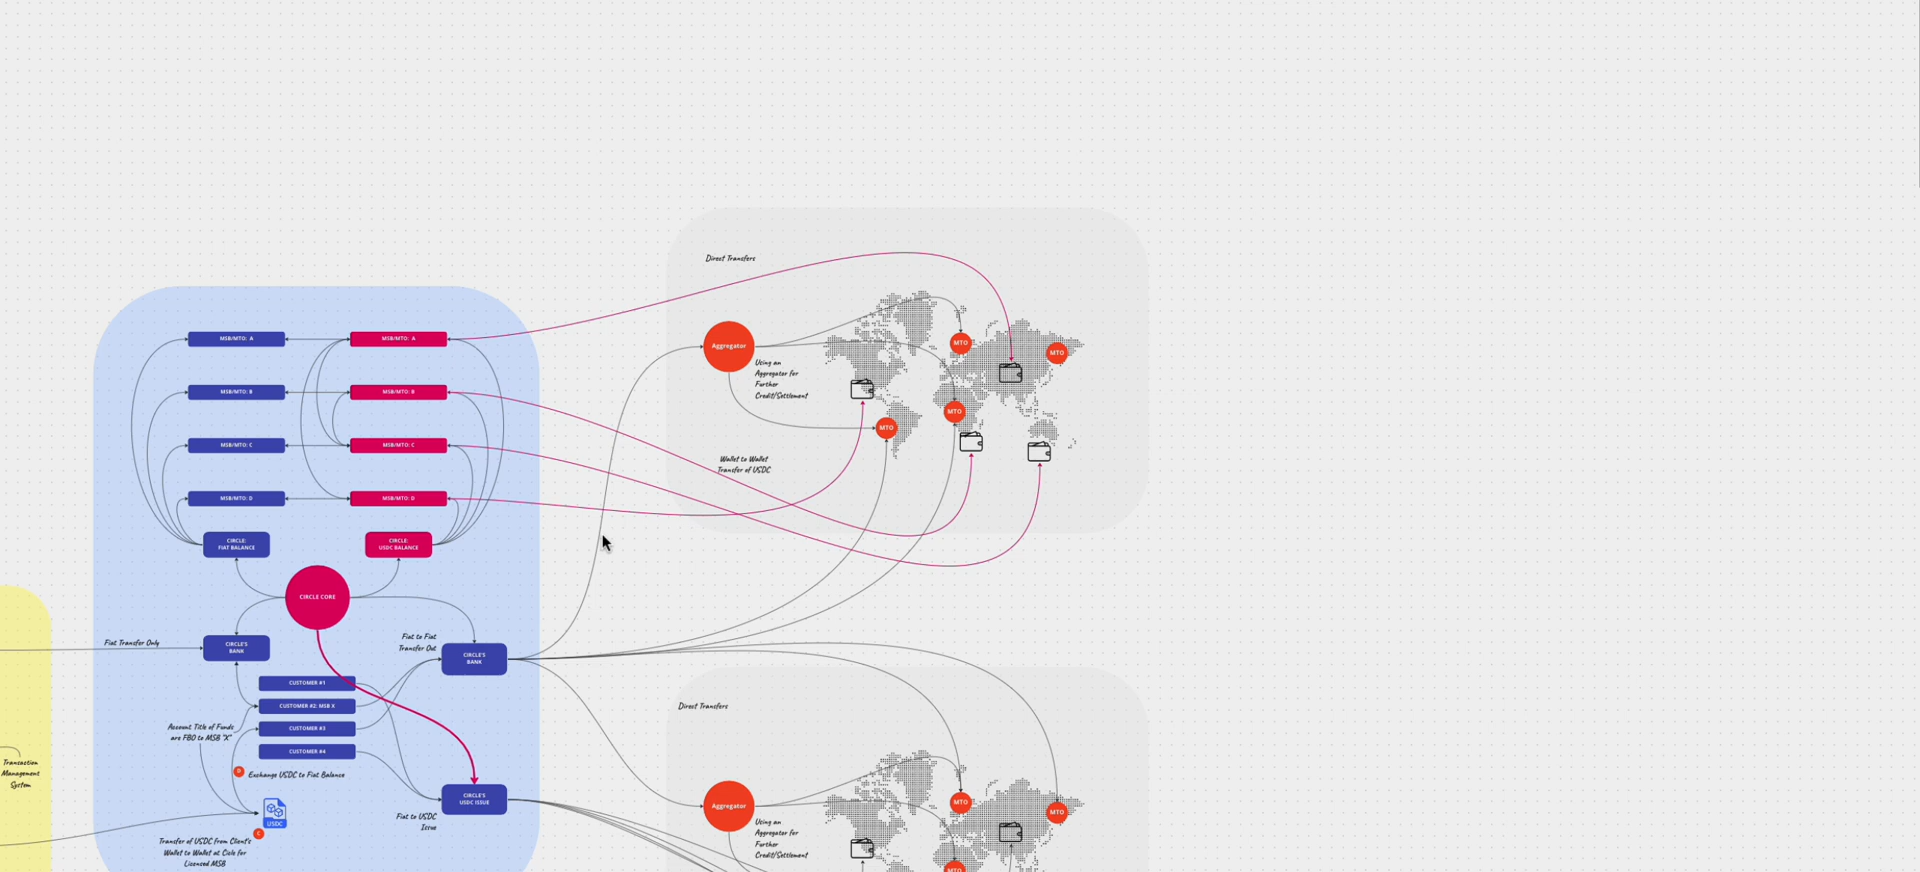 Direct Transfers
MSB/MTO: A
MSB/MTO: A
Aggregator
MTO
MTO
Using an
Aggregator for
Further
Credit/Settlement
MSB/MTO: B
MSB/MTO: B
MTO
MTO
MSB/MTO: C
MSB/MTO: C
Wallet to Wallet
Transfer of USDC
MSB/MTO: D
MSB/MTO: D
CIRCLE:
FIAT BALANCE
CIRCLE:
USDC BALANCE
CIRCLE CORE
Fiat Transfer Only
CIRCLE'S
BANK
Fiat to Fiat
Transfer Out
CIRCLE'S
BANK
CUSTOMER #1
CUSTOMER #2: MSB X
CUSTOMER #3
CUSTOMER #4
Account Title of Funds
are FBO to MSB "X"
D
Exchange USDC to Fiat Balance
Transaction
Management
System
USDC
C
Transfer of USDC from Client's
Wallet to Wallet at Cicle for
Licensed MSB
CIRCLE'S
USDC ISSUE
Fiat to USDC
Issue
Direct Transfers
Aggregator
MTO
MTO
Using an
Aggregator for
Further
Credit/Settlement
MTO